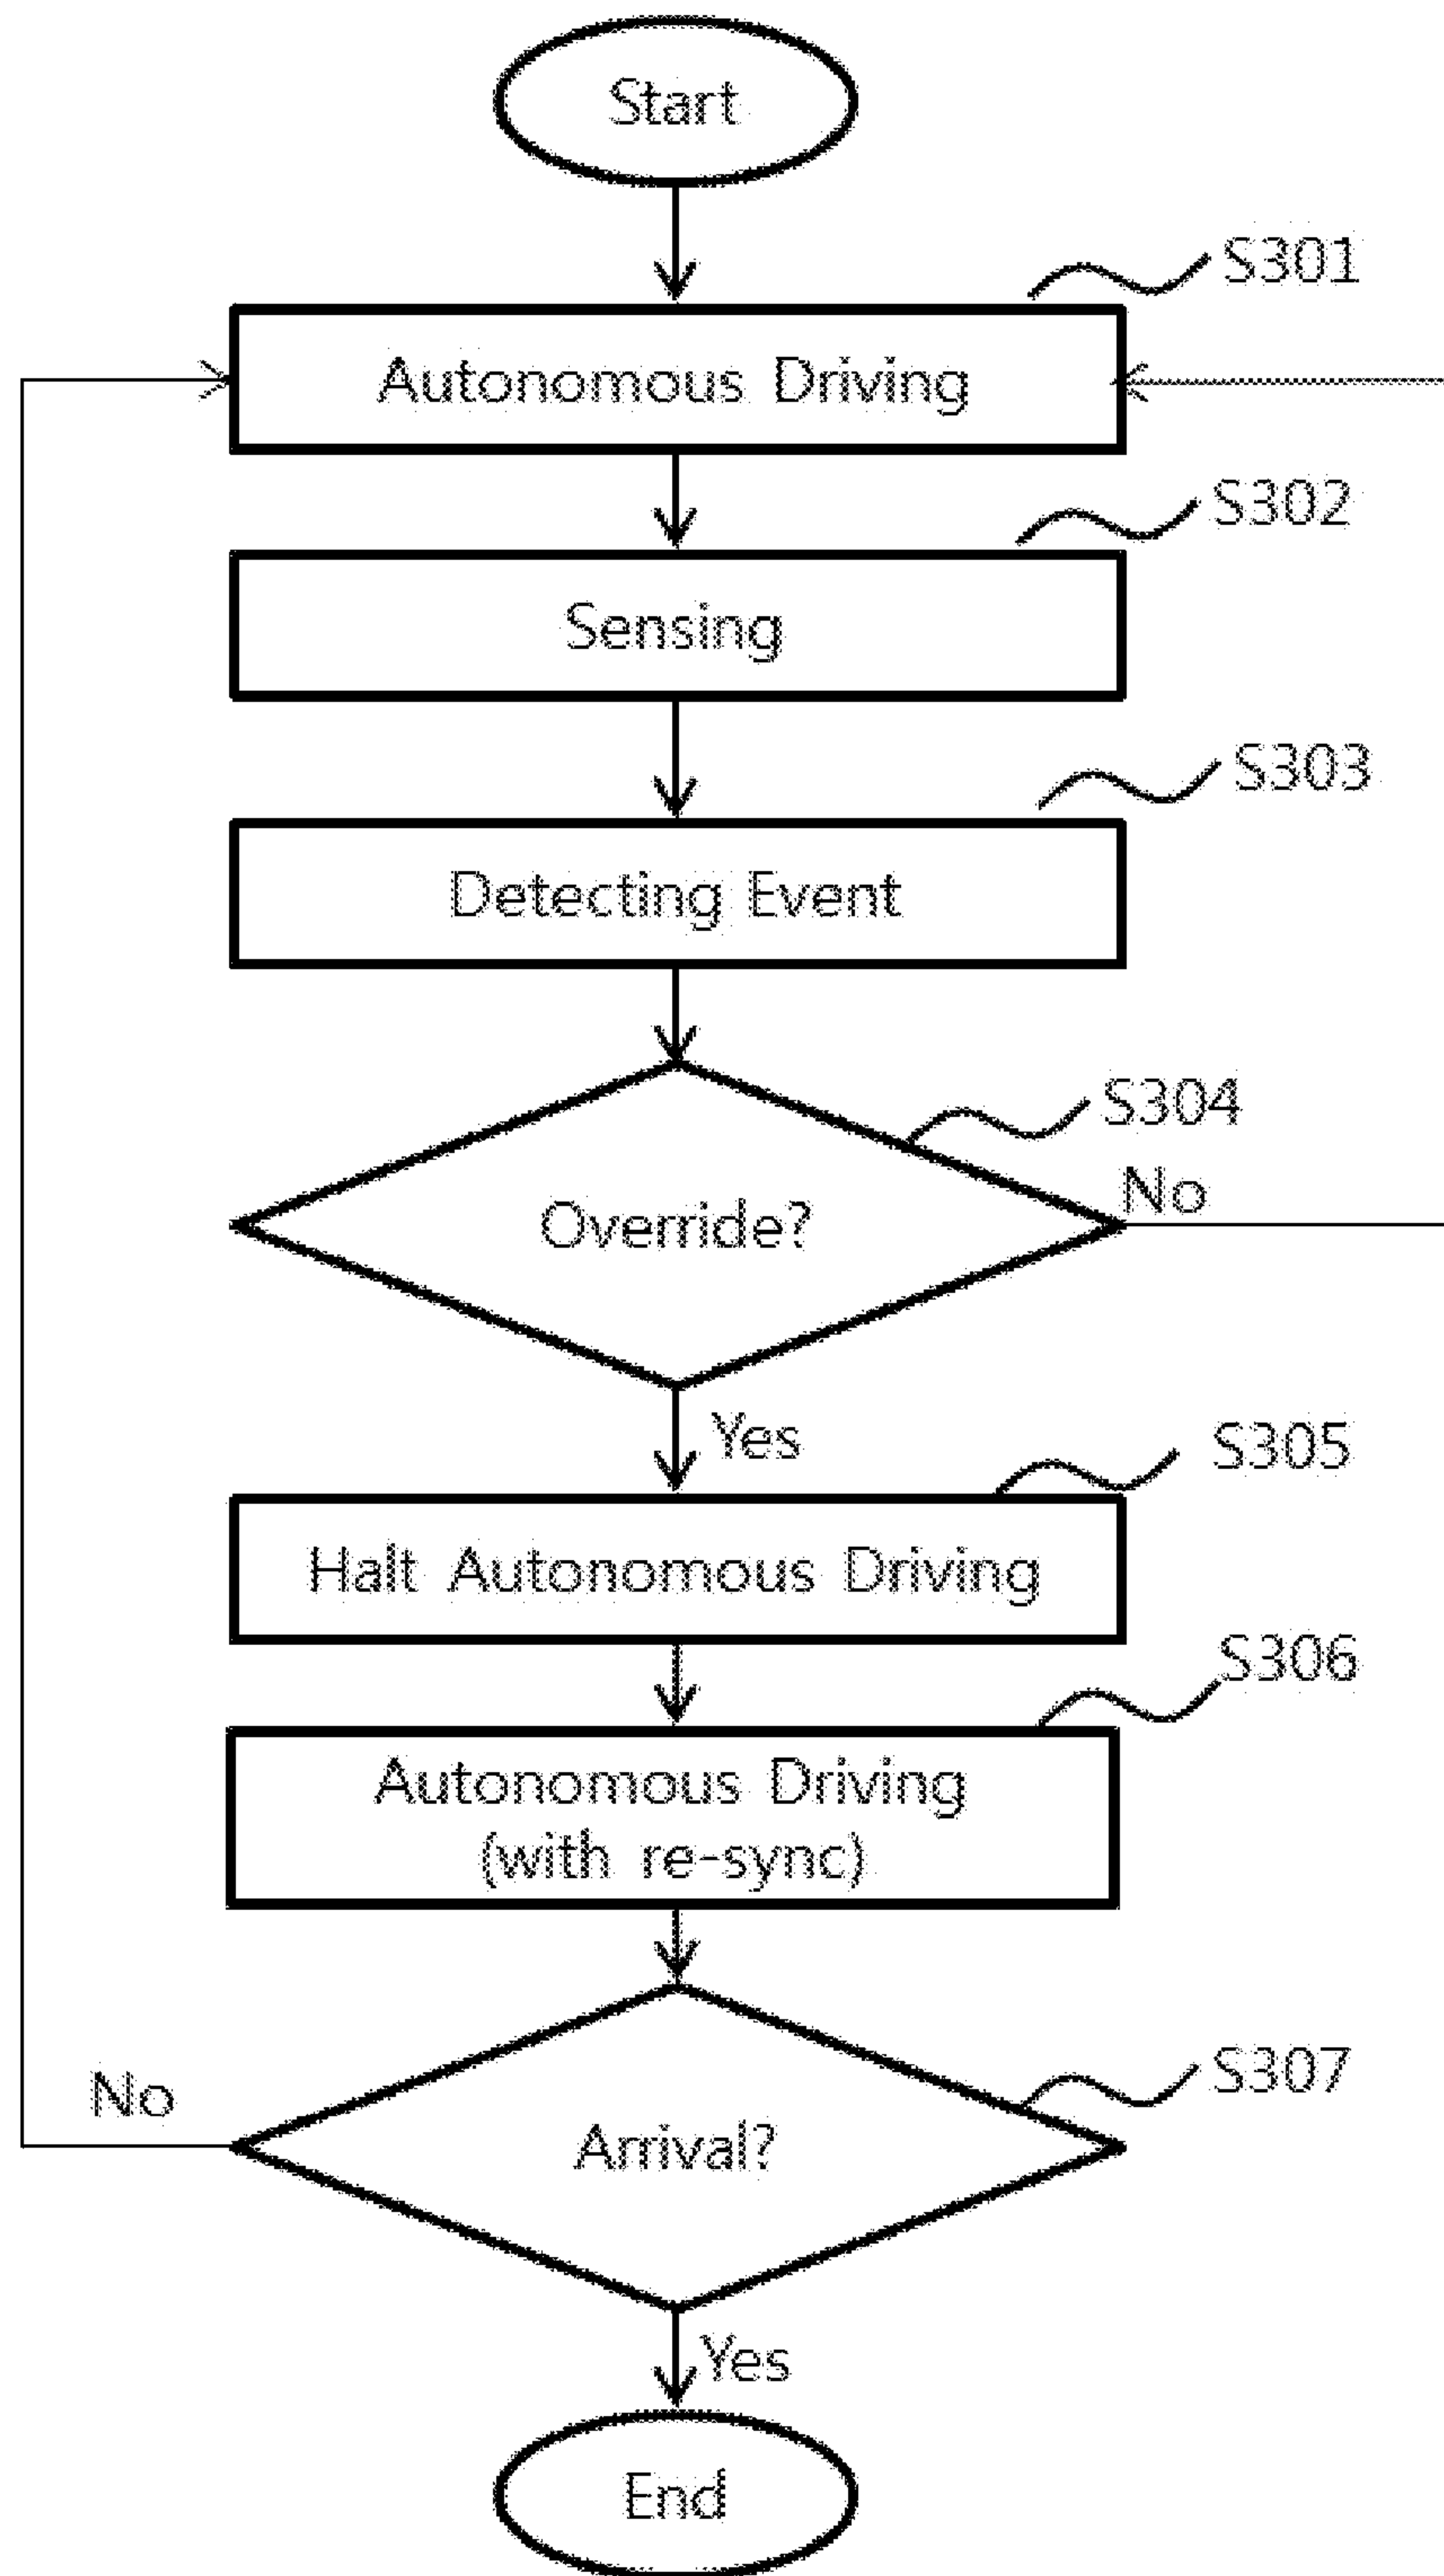 Start
S301
Autonomous Driving
S302
Sensing
S303
Detecting Event
S304
No
Override?
Yes
S305
Halt Autonomous Driving
S306
Autonomous Driving
(with re-sync)
S307
No
Arrival?
Yes
End